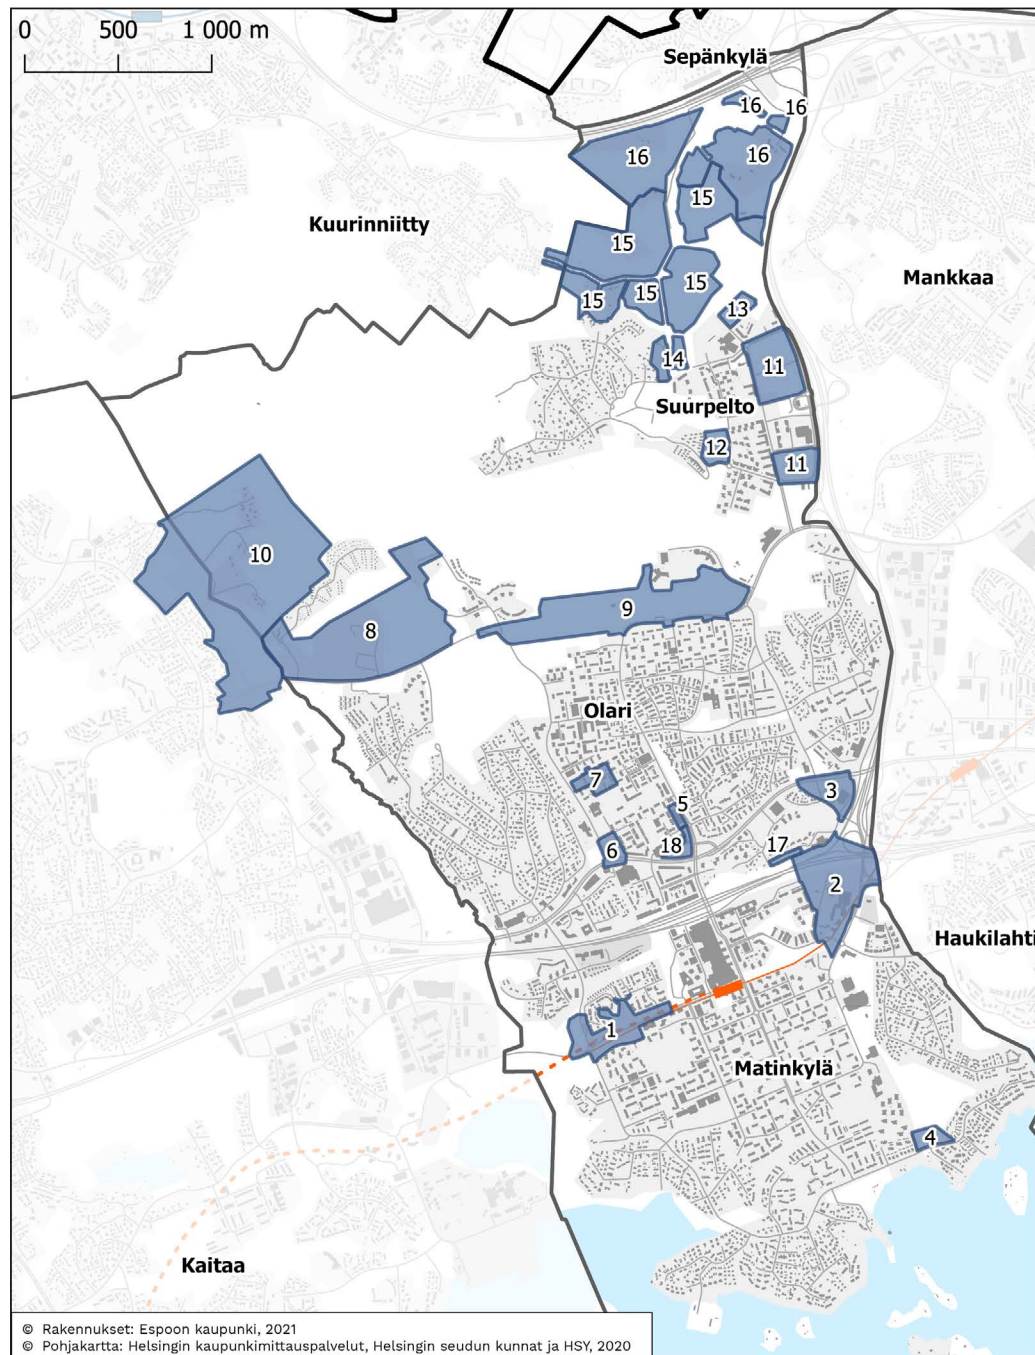 0 500 1 000 m
Sepänkylä
16
16
16
16
15
Kuurinniitty
15
Mankkaa
15
15
15
13
14
11
Suurpelto
12
11
10
9
8
Olari
7
3
5
17
18
6
2
Haukilahti
1
Matinkylä
4
Kaitaa
© Rakennukset: Espoon kaupunki, 2021
© Pohjakartta: Helsingin kaupunkimittauspalvelut, Helsingin seudun kunnat ja HSY, 2020